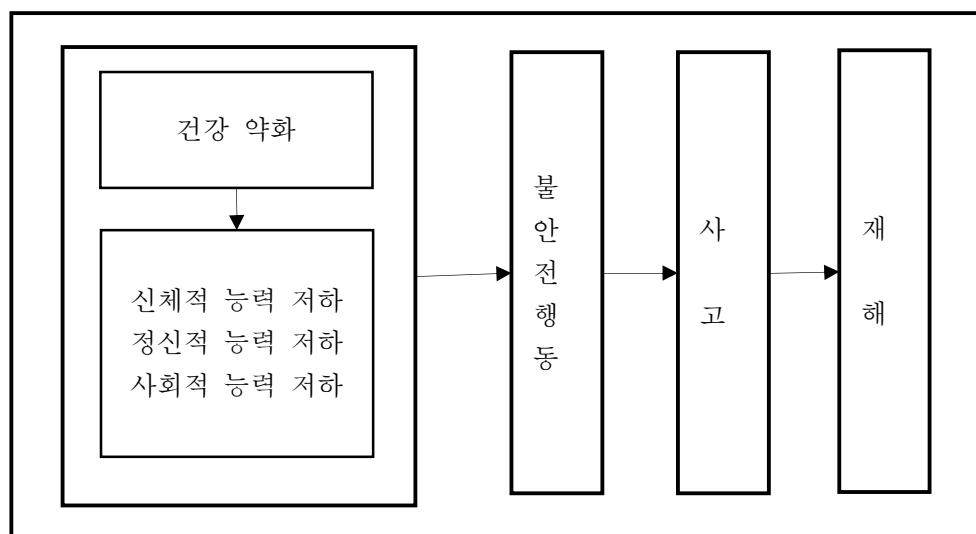 건강 약화
신체적 능력 저하
정신적 능력 저하
사회적 능력 저하
불안전행동
사고
재해